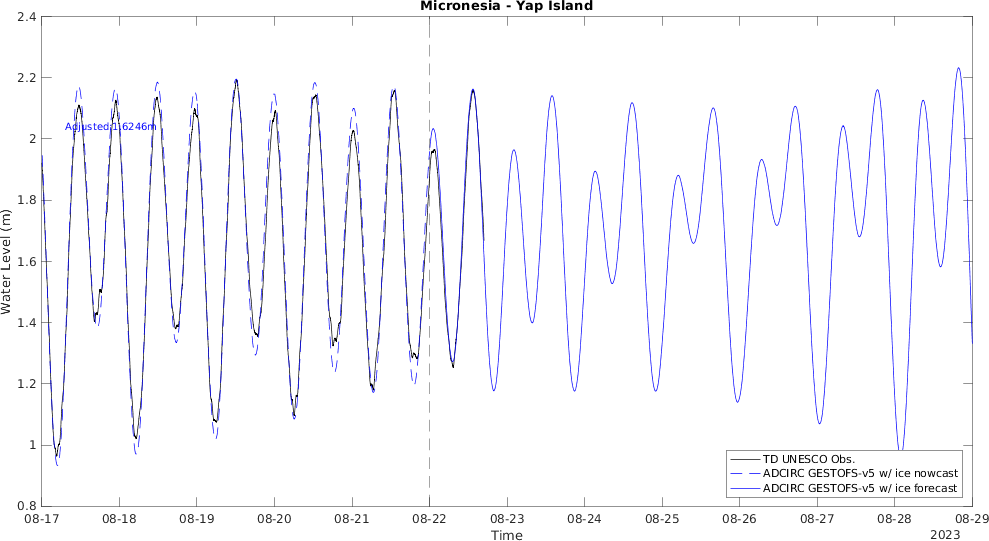 Micronesia - Yap Island
2.4
2.2
2
1.8
1.6
1.4
1.2
1
0.8
Water Level (m)
Adjusted:1.6246m
TD UNESCO Obs.
ADCIRC GESTOFS-v5 w/ ice nowcast
ADCIRC GESTOFS-v5 w/ ice forecast
08-17 08-18 08-19 08-20 08-21 08-22 08-23 08-24 08-25 08-26 08-27 08-28 08-29
Time
2023